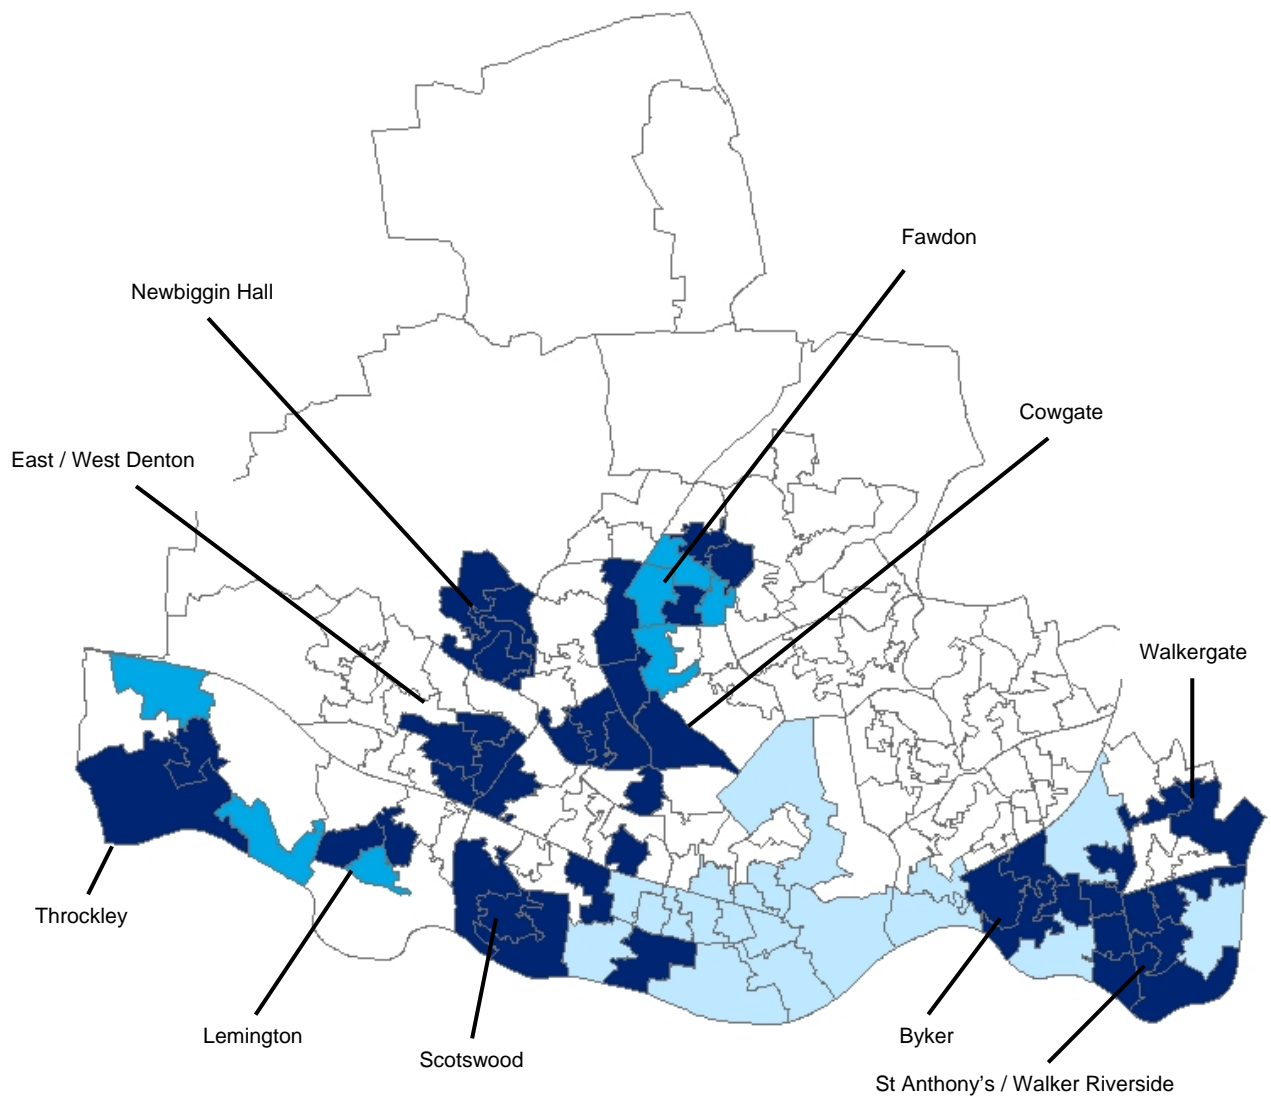 Fawdon
Newbiggin Hall
Cowgate
East / West Denton
Walkergate
Throckley
Lemington
Byker
Scotswood
St Anthony's / Walker Riverside